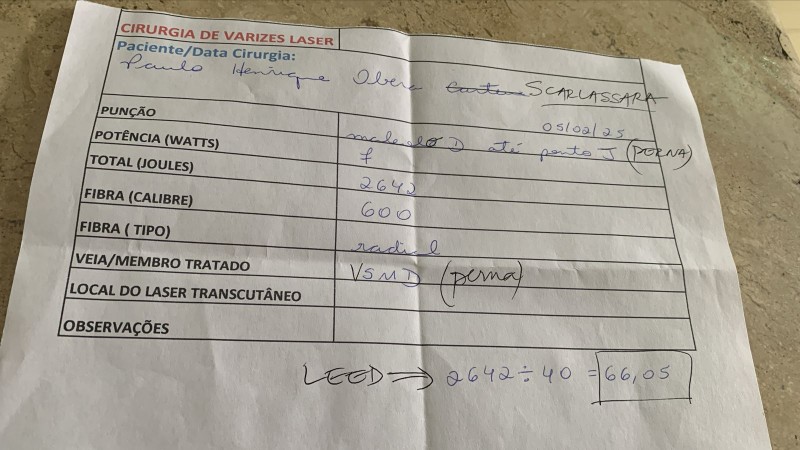 CIRURGIA DE VARIZES LASER
Paciente/Data Cirurgia:
Paulo Henrique SCARLASSARA
05/02/25
PUNÇÃO D até ponto J (PERNA)
POTÊNCIA (WATTS) 7
TOTAL (JOULES) 2642
FIBRA (CALIBRE) 600
FIBRA ( TIPO) radial
VEIA/MEMBRO TRATADO VSMD (perna)
LOCAL DO LASER TRANSCUTÂNEO
OBSERVAÇÕES
LEED ⇒ 2642 ÷ 40 = 66,05